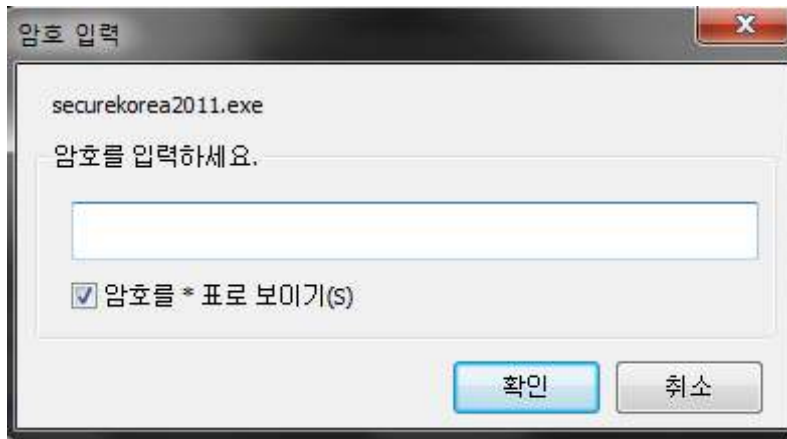 암호 입력
securekorea2011.exe
암호를 입력하세요.
암호를 * 표로 보이기(S)
확인 취소